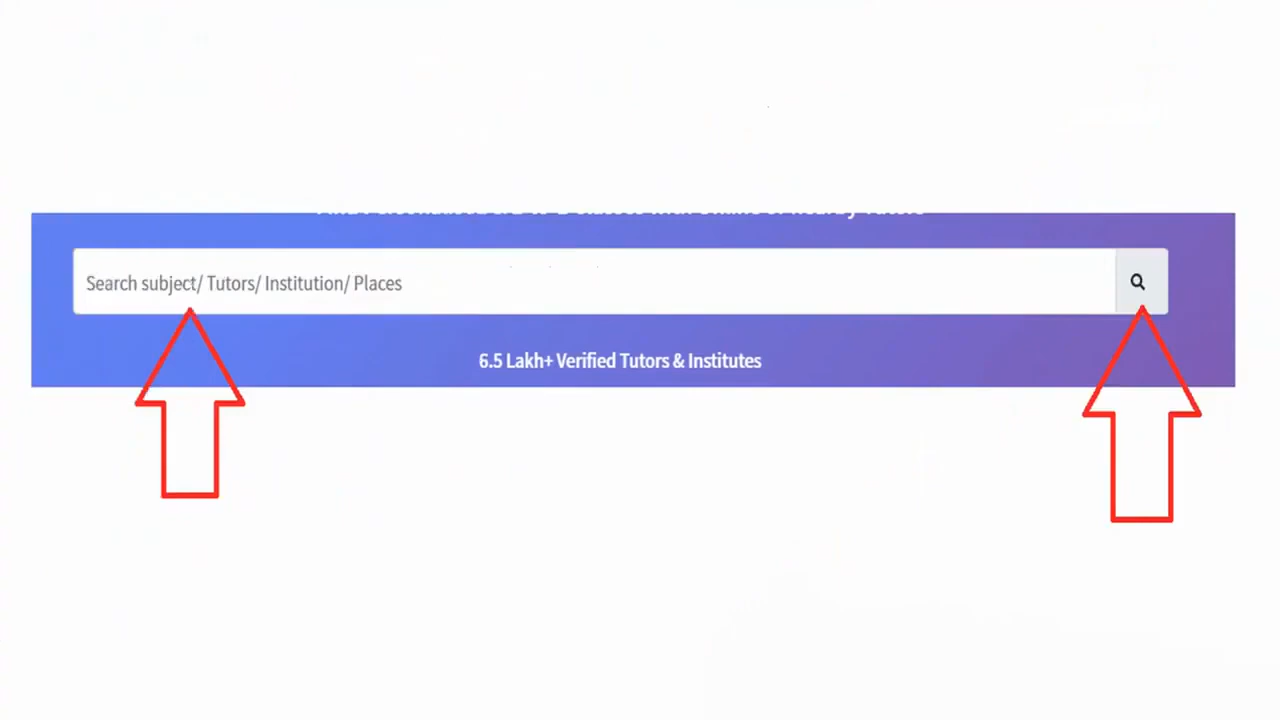 Search subject/ Tutors/ Institution/ Places
6.5 Lakh+ Verified Tutors & Institutes